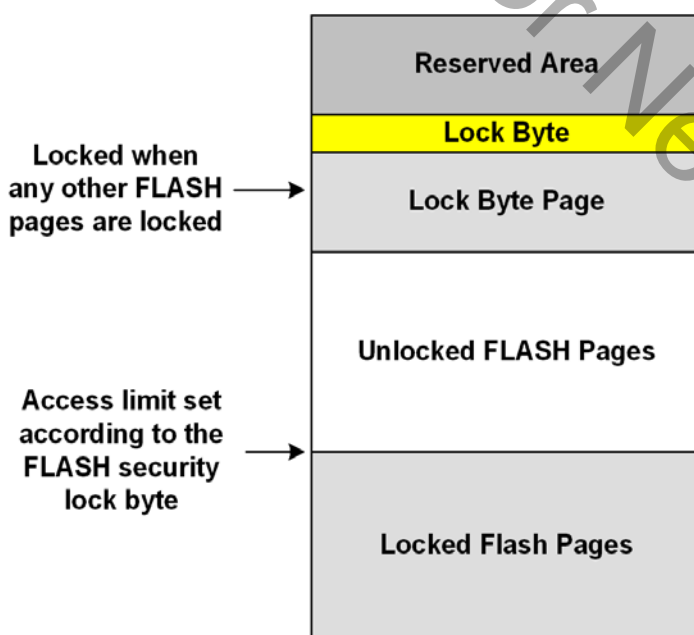 Reserved Area
Lock Byte
Locked when
any other FLASH
pages are locked
Lock Byte Page
Unlocked FLASH Pages
Access limit set
according to the
FLASH security
lock byte
Locked Flash Pages